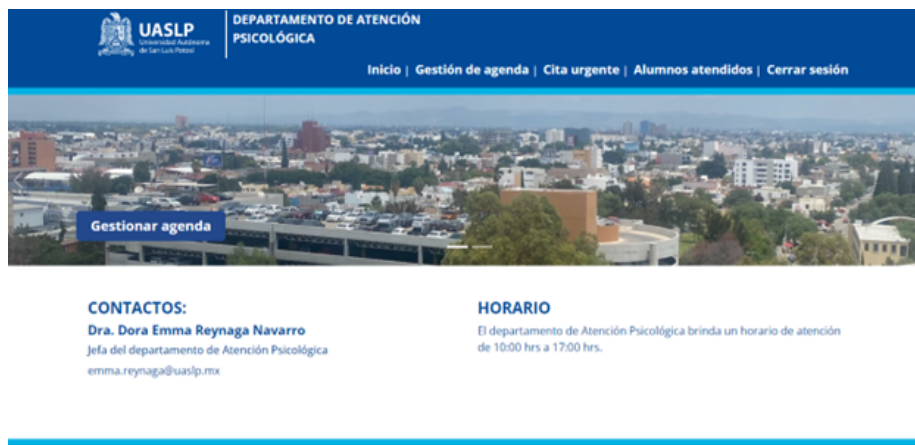 UASLP
Universidad Autónoma
de San Luis Potosí
DEPARTAMENTO DE ATENCIÓN
PSICOLÓGICA
Inicio | Gestión de agenda | Cita urgente | Alumnos atendidos | Cerrar sesión
Gestionar agenda
CONTACTOS:
Dra. Dora Emma Reynaga Navarro
Jefa del departamento de Atención Psicológica
emma.reynaga@uaslp.mx
HORARIO
El departamento de Atención Psicológica brinda un horario de atención
de 10:00 hrs a 17:00 hrs.